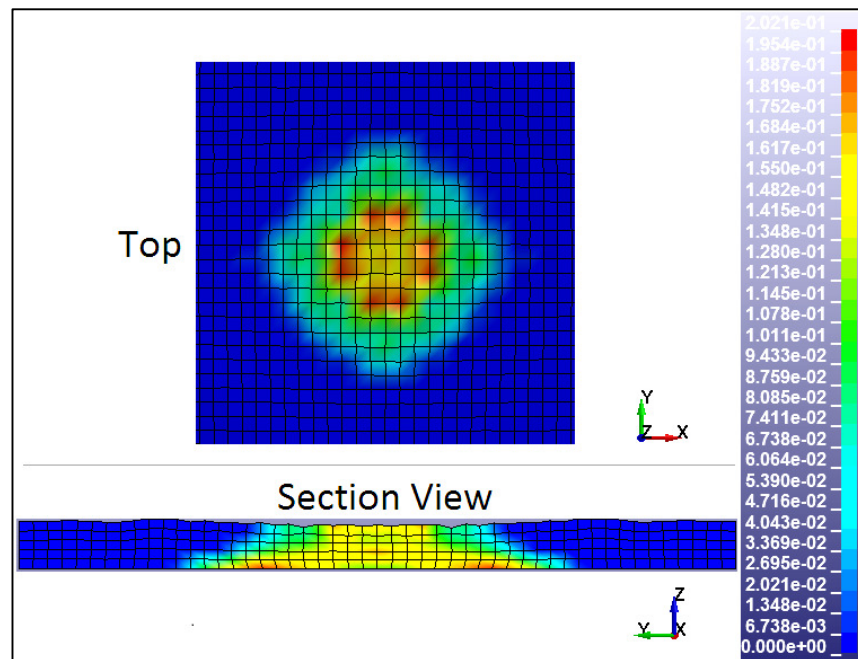 Top
Y
Z X
Section View
Z
Y X
2.021e-01
1.954e-01
1.887e-01
1.819e-01
1.752e-01
1.684e-01
1.617e-01
1.550e-01
1.482e-01
1.415e-01
1.348e-01
1.280e-01
1.213e-01
1.145e-01
1.078e-01
1.011e-01
9.433e-02
8.759e-02
8.085e-02
7.411e-02
6.738e-02
6.064e-02
5.390e-02
4.716e-02
4.043e-02
3.369e-02
2.695e-02
2.021e-02
1.348e-02
6.738e-03
0.000e+00